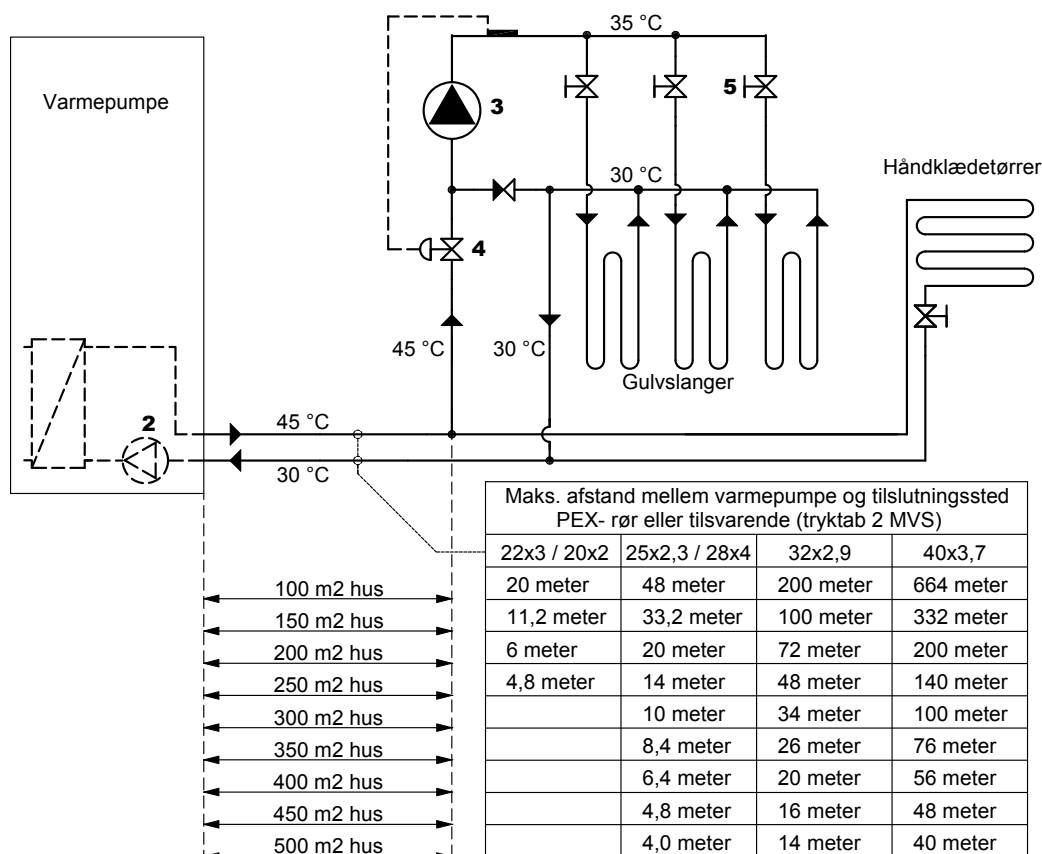 35 °C
Varmepumpe
3
5
30 °C
Håndklædetørrer
4
45 °C
30 °C
Gulvslanger
2
45 °C
30 °C
Maks. afstand mellem varmepumpe og tilslutningssted
PEX- rør eller tilsvarende (tryktab 2 MVS)
22x3 / 20x2 25x2,3 / 28x4 32x2,9 40x3,7
100 m2 hus 20 meter 48 meter 200 meter 664 meter
150 m2 hus 11,2 meter 33,2 meter 100 meter 332 meter
200 m2 hus 6 meter 20 meter 72 meter 200 meter
250 m2 hus 4,8 meter 14 meter 48 meter 140 meter
300 m2 hus 10 meter 34 meter 100 meter
350 m2 hus 8,4 meter 26 meter 76 meter
400 m2 hus 6,4 meter 20 meter 56 meter
450 m2 hus 4,8 meter 16 meter 48 meter
500 m2 hus 4,0 meter 14 meter 40 meter